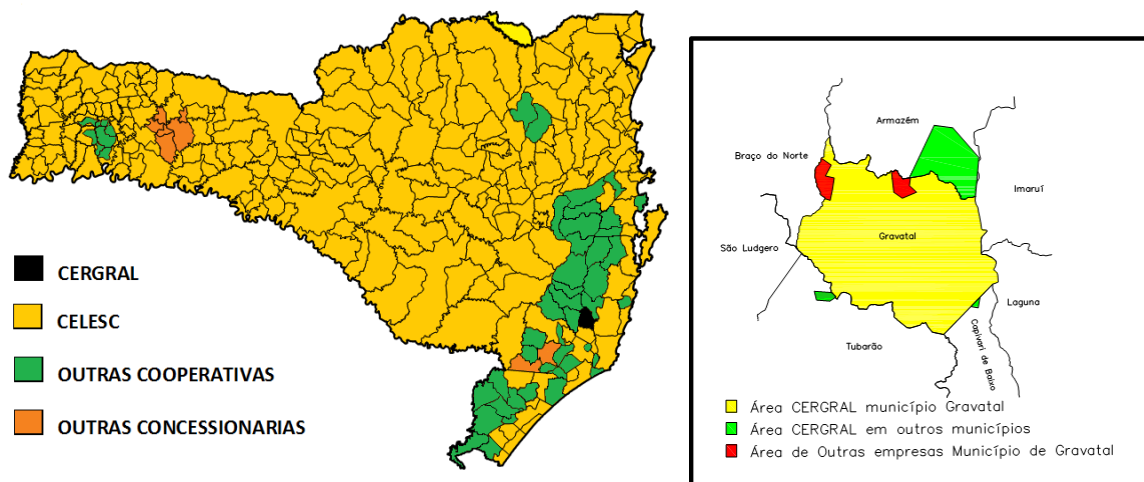 CERGRAL
CELESC
OUTRAS COOPERATIVAS
OUTRAS CONCESSIONARIAS
Armazém
Braço do Norte
Imaruí
Gravatal
São Ludgero
Laguna
Capivari de Baixo
Tubarão
Área CERGRAL município Gravatal
Área CERGRAL em outros municípios
Área de Outras empresas Município de Gravatal